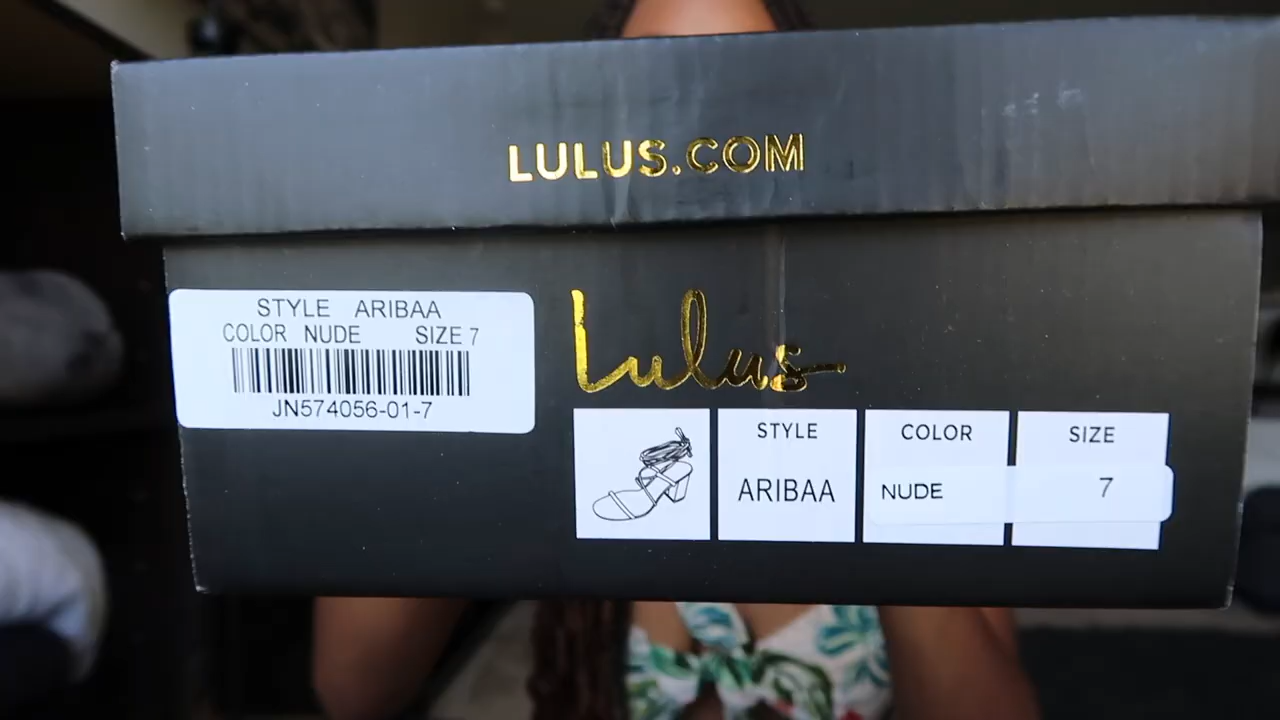 LULUS.COM
STYLE ARIBAA
COLOR NUDE SIZE 7
JN574056-01-7
Lulus
STYLE
ARIBAA
COLOR
NUDE
SIZE
7